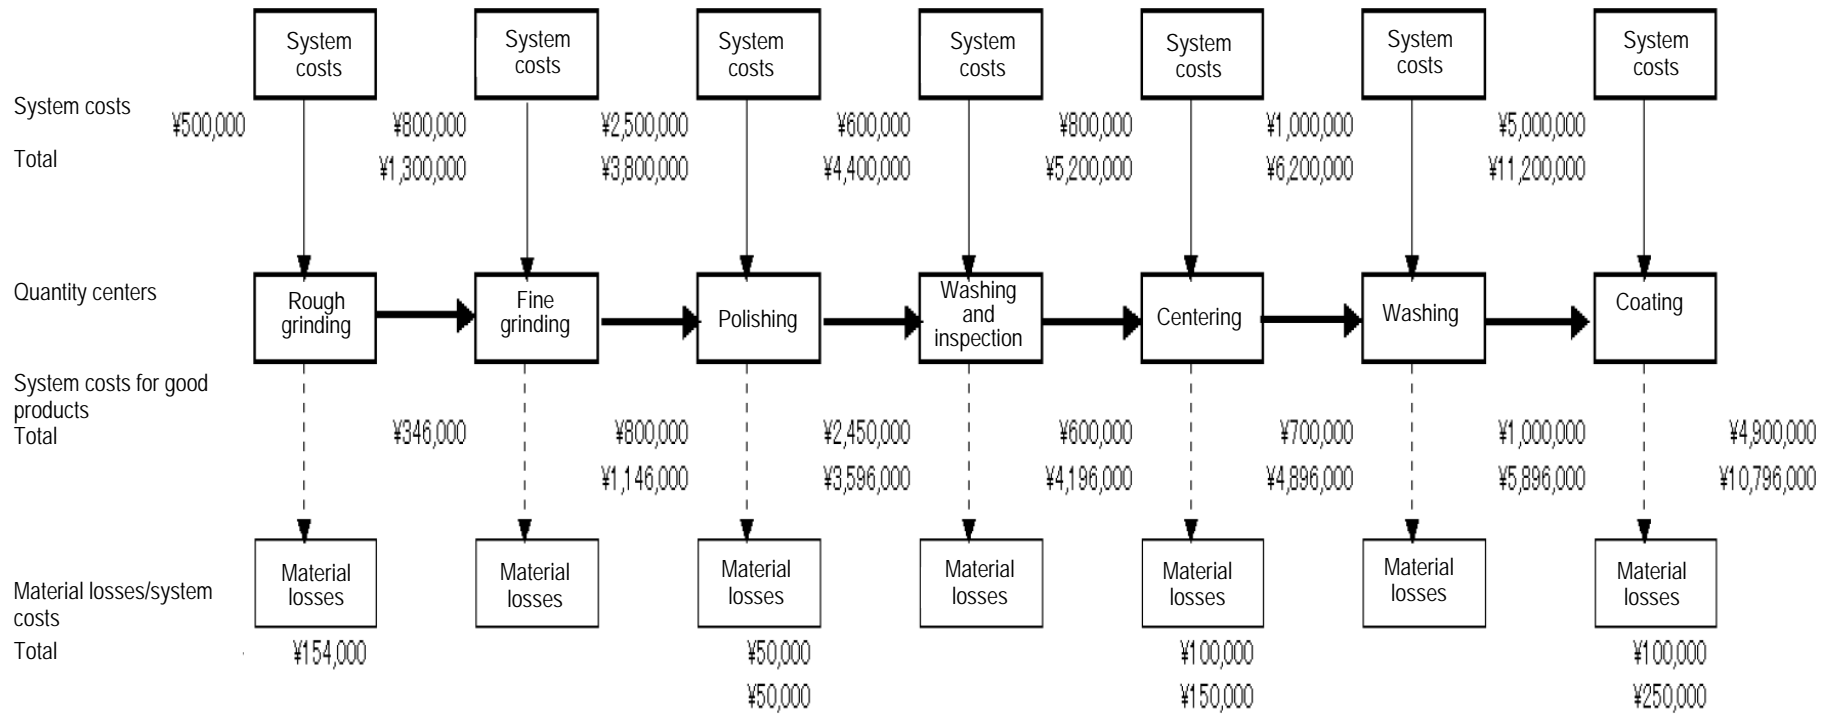 System
costs
System
costs
System
costs
System
costs
System
costs
System
costs
System
costs
System costs
¥500,000
¥800,000
¥2,500,000
¥600,000
¥800,000
¥1,000,000
¥5,000,000
Total
¥1,300,000
¥3,800,000
¥4,400,000
¥5,200,000
¥6,200,000
¥11,200,000
Quantity centers
Rough
grinding
Fine
grinding
Polishing
Washing
and
inspection
Centering
Washing
Coating
System costs for good
products
Total
¥346,000
¥800,000
¥2,450,000
¥600,000
¥700,000
¥1,000,000
¥4,900,000
¥1,146,000
¥3,596,000
¥4,196,000
¥4,896,000
¥5,896,000
¥10,796,000
Material losses/system
costs
Material
losses
Material
losses
Material
losses
Material
losses
Material
losses
Material
losses
Material
losses
Total
¥154,000
¥50,000
¥100,000
¥100,000
¥50,000
¥150,000
¥250,000